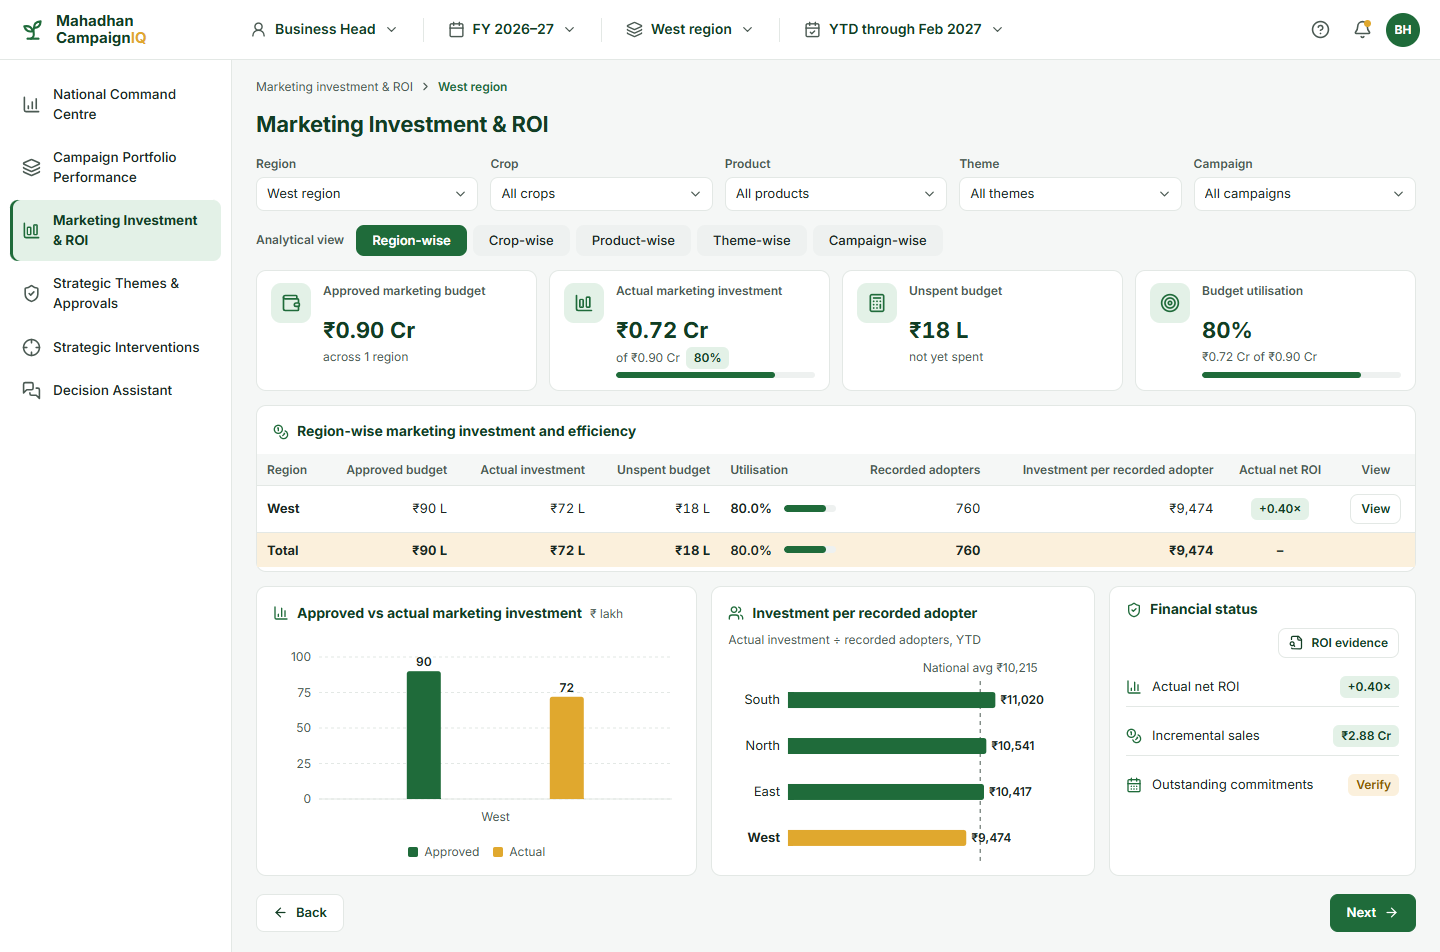 Mahadhan
CampaignIQ
Business Head
FY 2026–27
West region
YTD through Feb 2027
BH
National Command
Centre
Campaign Portfolio
Performance
Marketing Investment
& ROI
Strategic Themes &
Approvals
Strategic Interventions
Decision Assistant
Marketing investment & ROI > West region
Marketing Investment & ROI
Region
Crop
Product
Theme
Campaign
West region
All crops
All products
All themes
All campaigns
Analytical view
Region-wise
Crop-wise
Product-wise
Theme-wise
Campaign-wise
Approved marketing budget
₹0.90 Cr
across 1 region
Actual marketing investment
₹0.72 Cr
of ₹0.90 Cr 80%
Unspent budget
₹18 L
not yet spent
Budget utilisation
80%
₹0.72 Cr of ₹0.90 Cr
Region-wise marketing investment and efficiency
Region Approved budget Actual investment Unspent budget Utilisation Recorded adopters Investment per recorded adopter Actual net ROI View
West ₹90 L ₹72 L ₹18 L 80.0% 760 ₹9,474 +0.40× View
Total ₹90 L ₹72 L ₹18 L 80.0% 760 ₹9,474 –
Approved vs actual marketing investment ₹ lakh
100
75
50
25
0
90
72
West
Approved Actual
Investment per recorded adopter
Actual investment ÷ recorded adopters, YTD
National avg ₹10,215
South ₹11,020
North ₹10,541
East ₹10,417
West ₹9,474
Financial status
ROI evidence
Actual net ROI +0.40×
Incremental sales ₹2.88 Cr
Outstanding commitments Verify
Back
Next